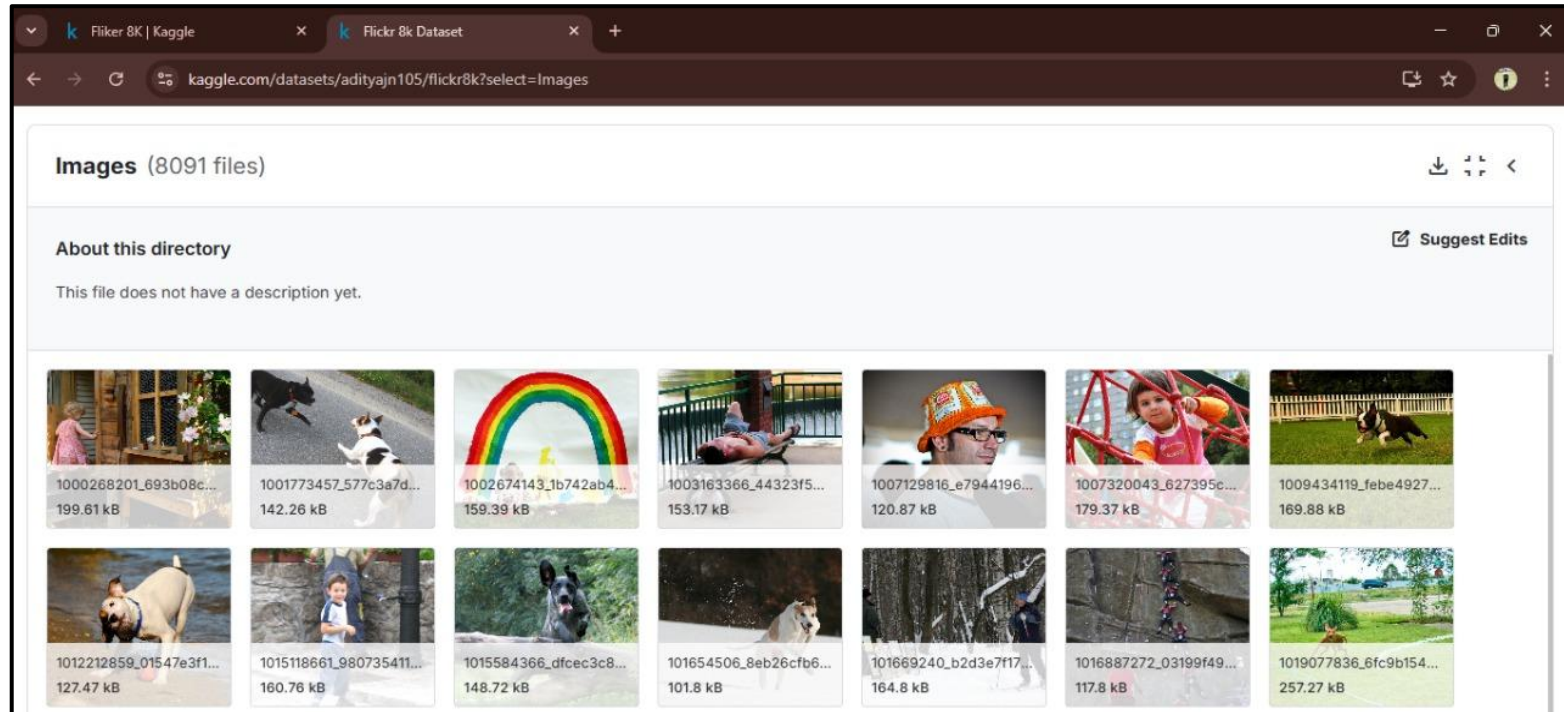 Fliker 8K | Kaggle
Flickr 8k Dataset
kaggle.com/datasets/adityajn105/flickr8k?select=Images
Images (8091 files)
About this directory
Suggest Edits
This file does not have a description yet.
1000268201_693b08c... 1001773457_577c3a7d... 1002674143_1b742ab4... 1003163366_44323f5... 1007129816_e7944196... 1007320043_627395c... 1009434119_febe4927...
199.61 kB 142.26 kB 159.39 kB 153.17 kB 120.87 kB 179.37 kB 169.88 kB
1012212859_01547e3f1... 1015118661_980735411... 1015584366_dfcec3c8... 101654506_8eb26cfb6... 101669240_b2d3e7f17... 1016887272_03199f49... 1019077836_6fc9b154...
127.47 kB 160.76 kB 148.72 kB 101.8 kB 164.8 kB 117.8 kB 257.27 kB